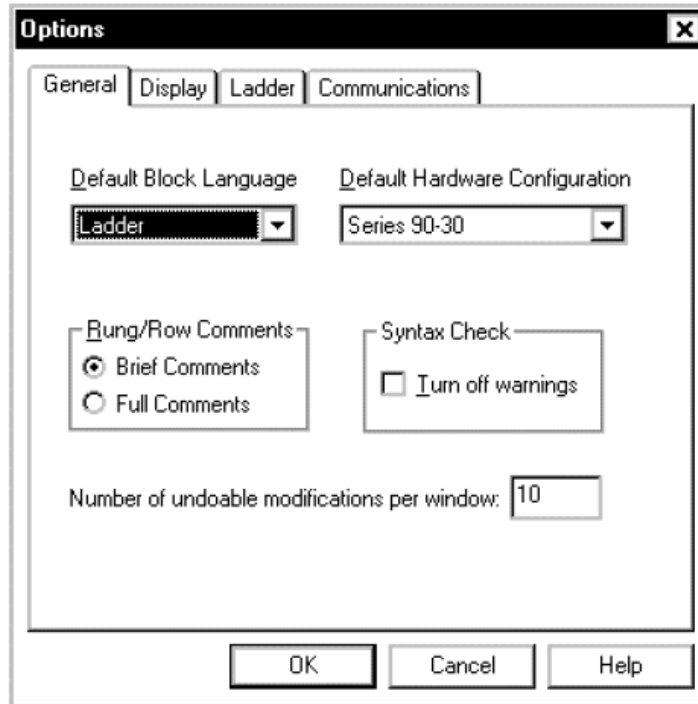 Options
General Display Ladder Communications
Default Block Language Default Hardware Configuration
Ladder Series 90-30
Rung/Row Comments Syntax Check
Brief Comments Turn off warnings
Full Comments
Number of undoable modifications per window: 10
OK Cancel Help